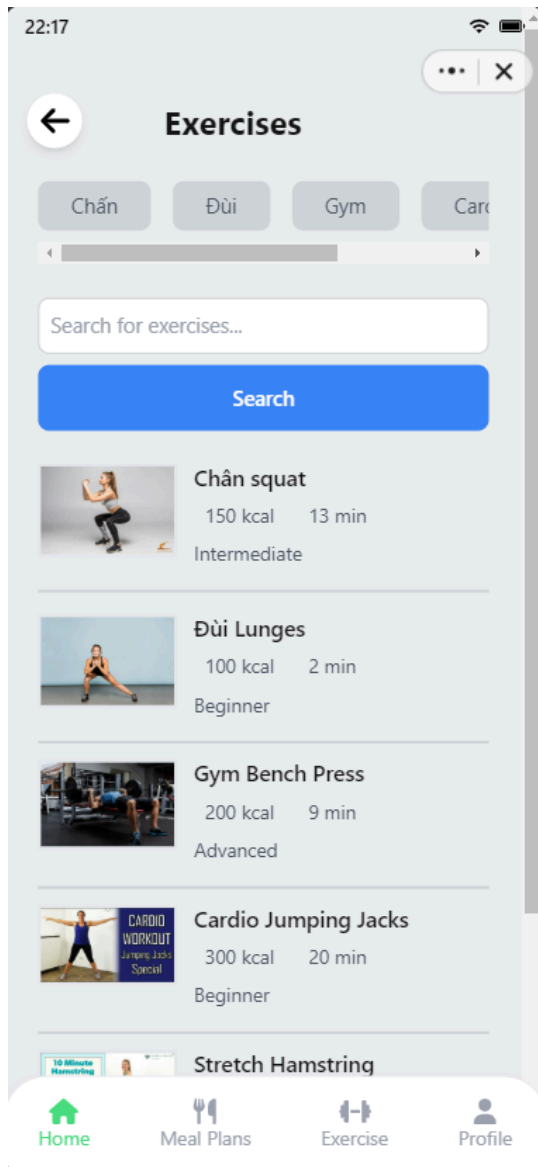 22:17
Exercises
Chấn
Đùi
Gym
Search for exercises...
Search
Chân squat
150 kcal 13 min
Intermediate
Đùi Lunges
100 kcal 2 min
Beginner
Gym Bench Press
200 kcal 9 min
Advanced
CARDIO
WORKOUT
Jumping Jacks
Special
Cardio Jumping Jacks
300 kcal 20 min
Beginner
10 Minute
Hamstring
Stretch Hamstring
Home Meal Plans Exercise Profile